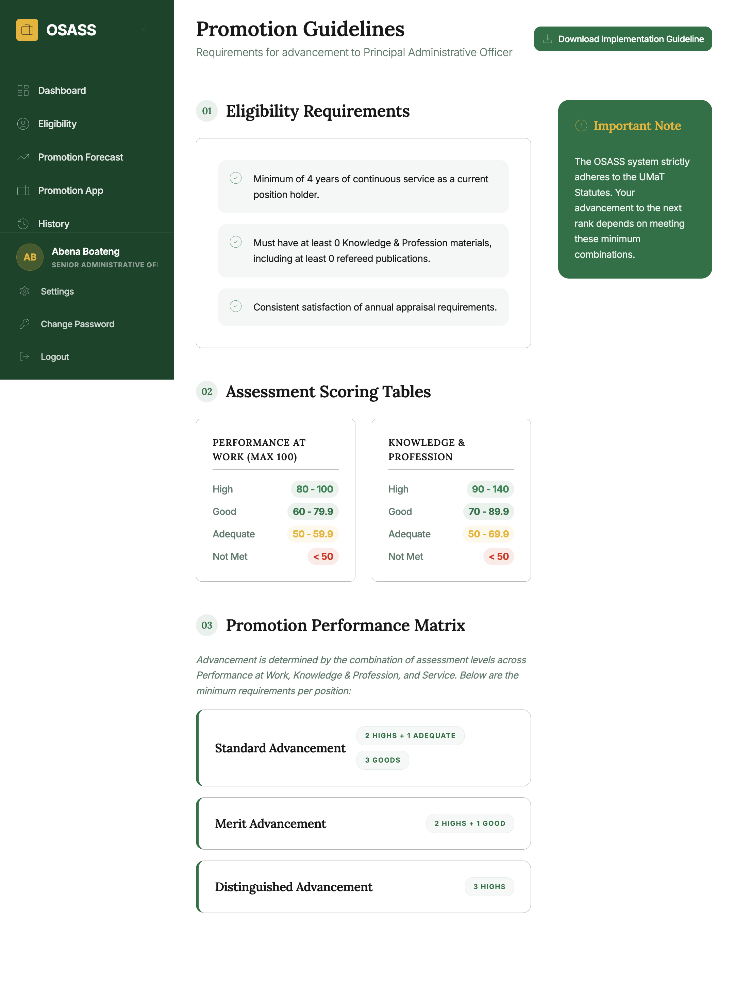 OSASS
Dashboard
Eligibility
Promotion Forecast
Promotion App
History
AB
Abena Boateng
SENIOR ADMINISTRATIVE OF
Settings
Change Password
Logout
Promotion Guidelines
Requirements for advancement to Principal Administrative Officer
Download Implementation Guideline
01
Eligibility Requirements
Minimum of 4 years of continuous service as a current
position holder.
Must have at least 0 Knowledge & Profession materials,
including at least 0 refereed publications.
Consistent satisfaction of annual appraisal requirements.
Important Note
The OSASS system strictly
adheres to the UMaT
Statutes. Your
advancement to the next
rank depends on meeting
these minimum
combinations.
02
Assessment Scoring Tables
PERFORMANCE AT
WORK (MAX 100)
High 80 - 100
Good 60 - 79.9
Adequate 50 - 59.9
Not Met < 50
KNOWLEDGE &
PROFESSION
High 90 - 140
Good 70 - 89.9
Adequate 50 - 69.9
Not Met < 50
03
Promotion Performance Matrix
Advancement is determined by the combination of assessment levels across
Performance at Work, Knowledge & Profession, and Service. Below are the
minimum requirements per position:
Standard Advancement
2 HIGHS + 1 ADEQUATE
3 GOODS
Merit Advancement
2 HIGHS + 1 GOOD
Distinguished Advancement
3 HIGHS